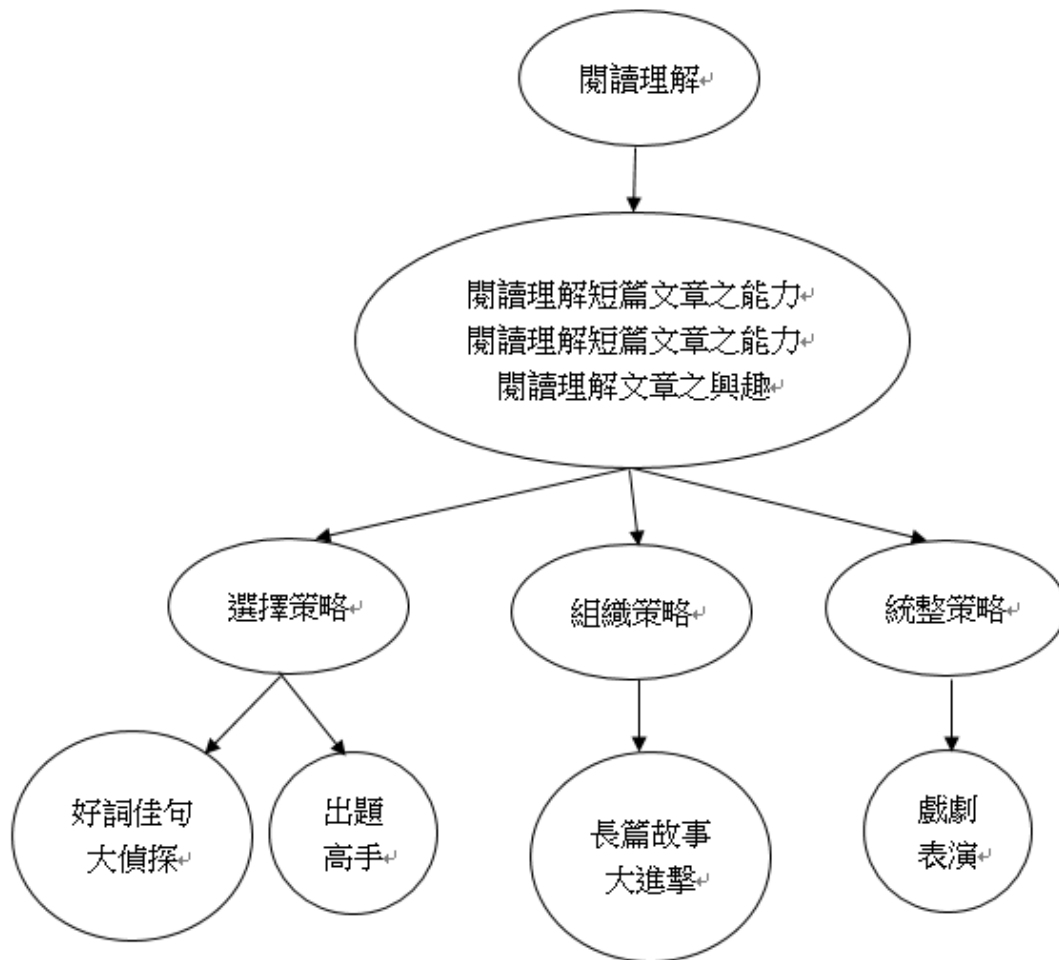 閱讀理解
閱讀理解短篇文章之能力
閱讀理解短篇文章之能力
閱讀理解文章之興趣
選擇策略
組織策略
統整策略
好詞佳句
大偵探
出題
高手
長篇故事
大進擊
戲劇
表演